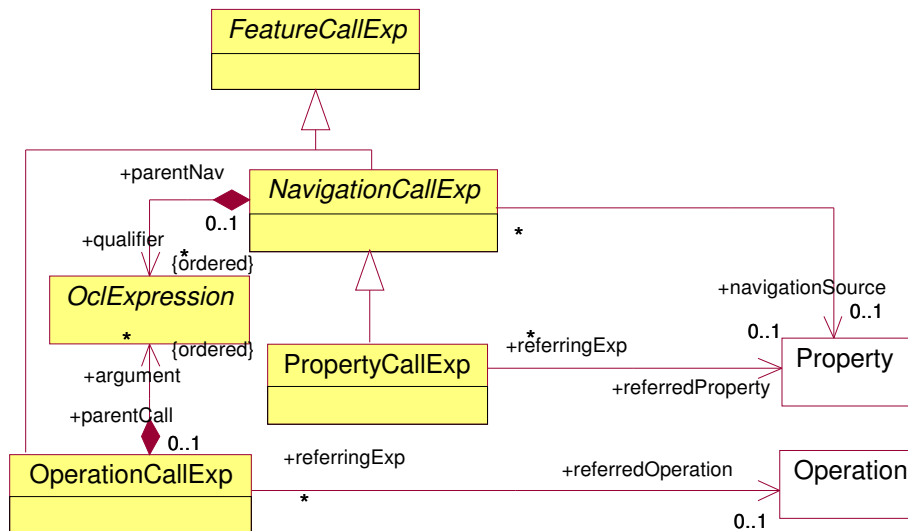 FeatureCallExp
+parentNav
NavigationCallExp
0..1
*
+qualifier
*
{ordered}
OclExpression
+navigationSource
0..1
*
{ordered}
*
0..1
+referringExp
Property
PropertyCallExp
+argument
+referredProperty
+parentCall
0..1
+referringExp
+referredOperation
OperationCallExp
Operation
*
0..1